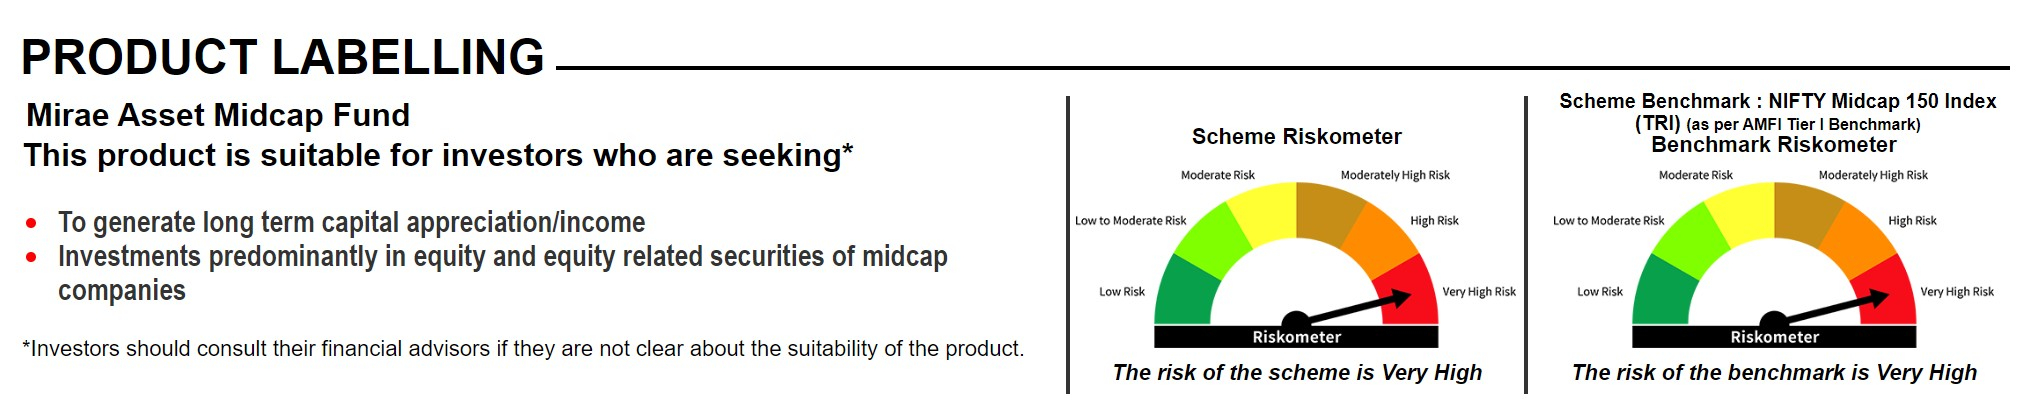 PRODUCT LABELLING
Mirae Asset Midcap Fund
This product is suitable for investors who are seeking*
• To generate long term capital appreciation/income
• Investments predominantly in equity and equity related securities of midcap
companies
*Investors should consult their financial advisors if they are not clear about the suitability of the product.
Scheme Riskometer
Low Risk
Low to Moderate Risk
Moderate Risk
Moderately High Risk
High Risk
Very High Risk
Riskometer
The risk of the scheme is Very High
Scheme Benchmark : NIFTY Midcap 150 Index
(TRI) (as per AMFI Tier I Benchmark)
Benchmark Riskometer
Low Risk
Low to Moderate Risk
Moderate Risk
Moderately High Risk
High Risk
Very High Risk
Riskometer
The risk of the benchmark is Very High